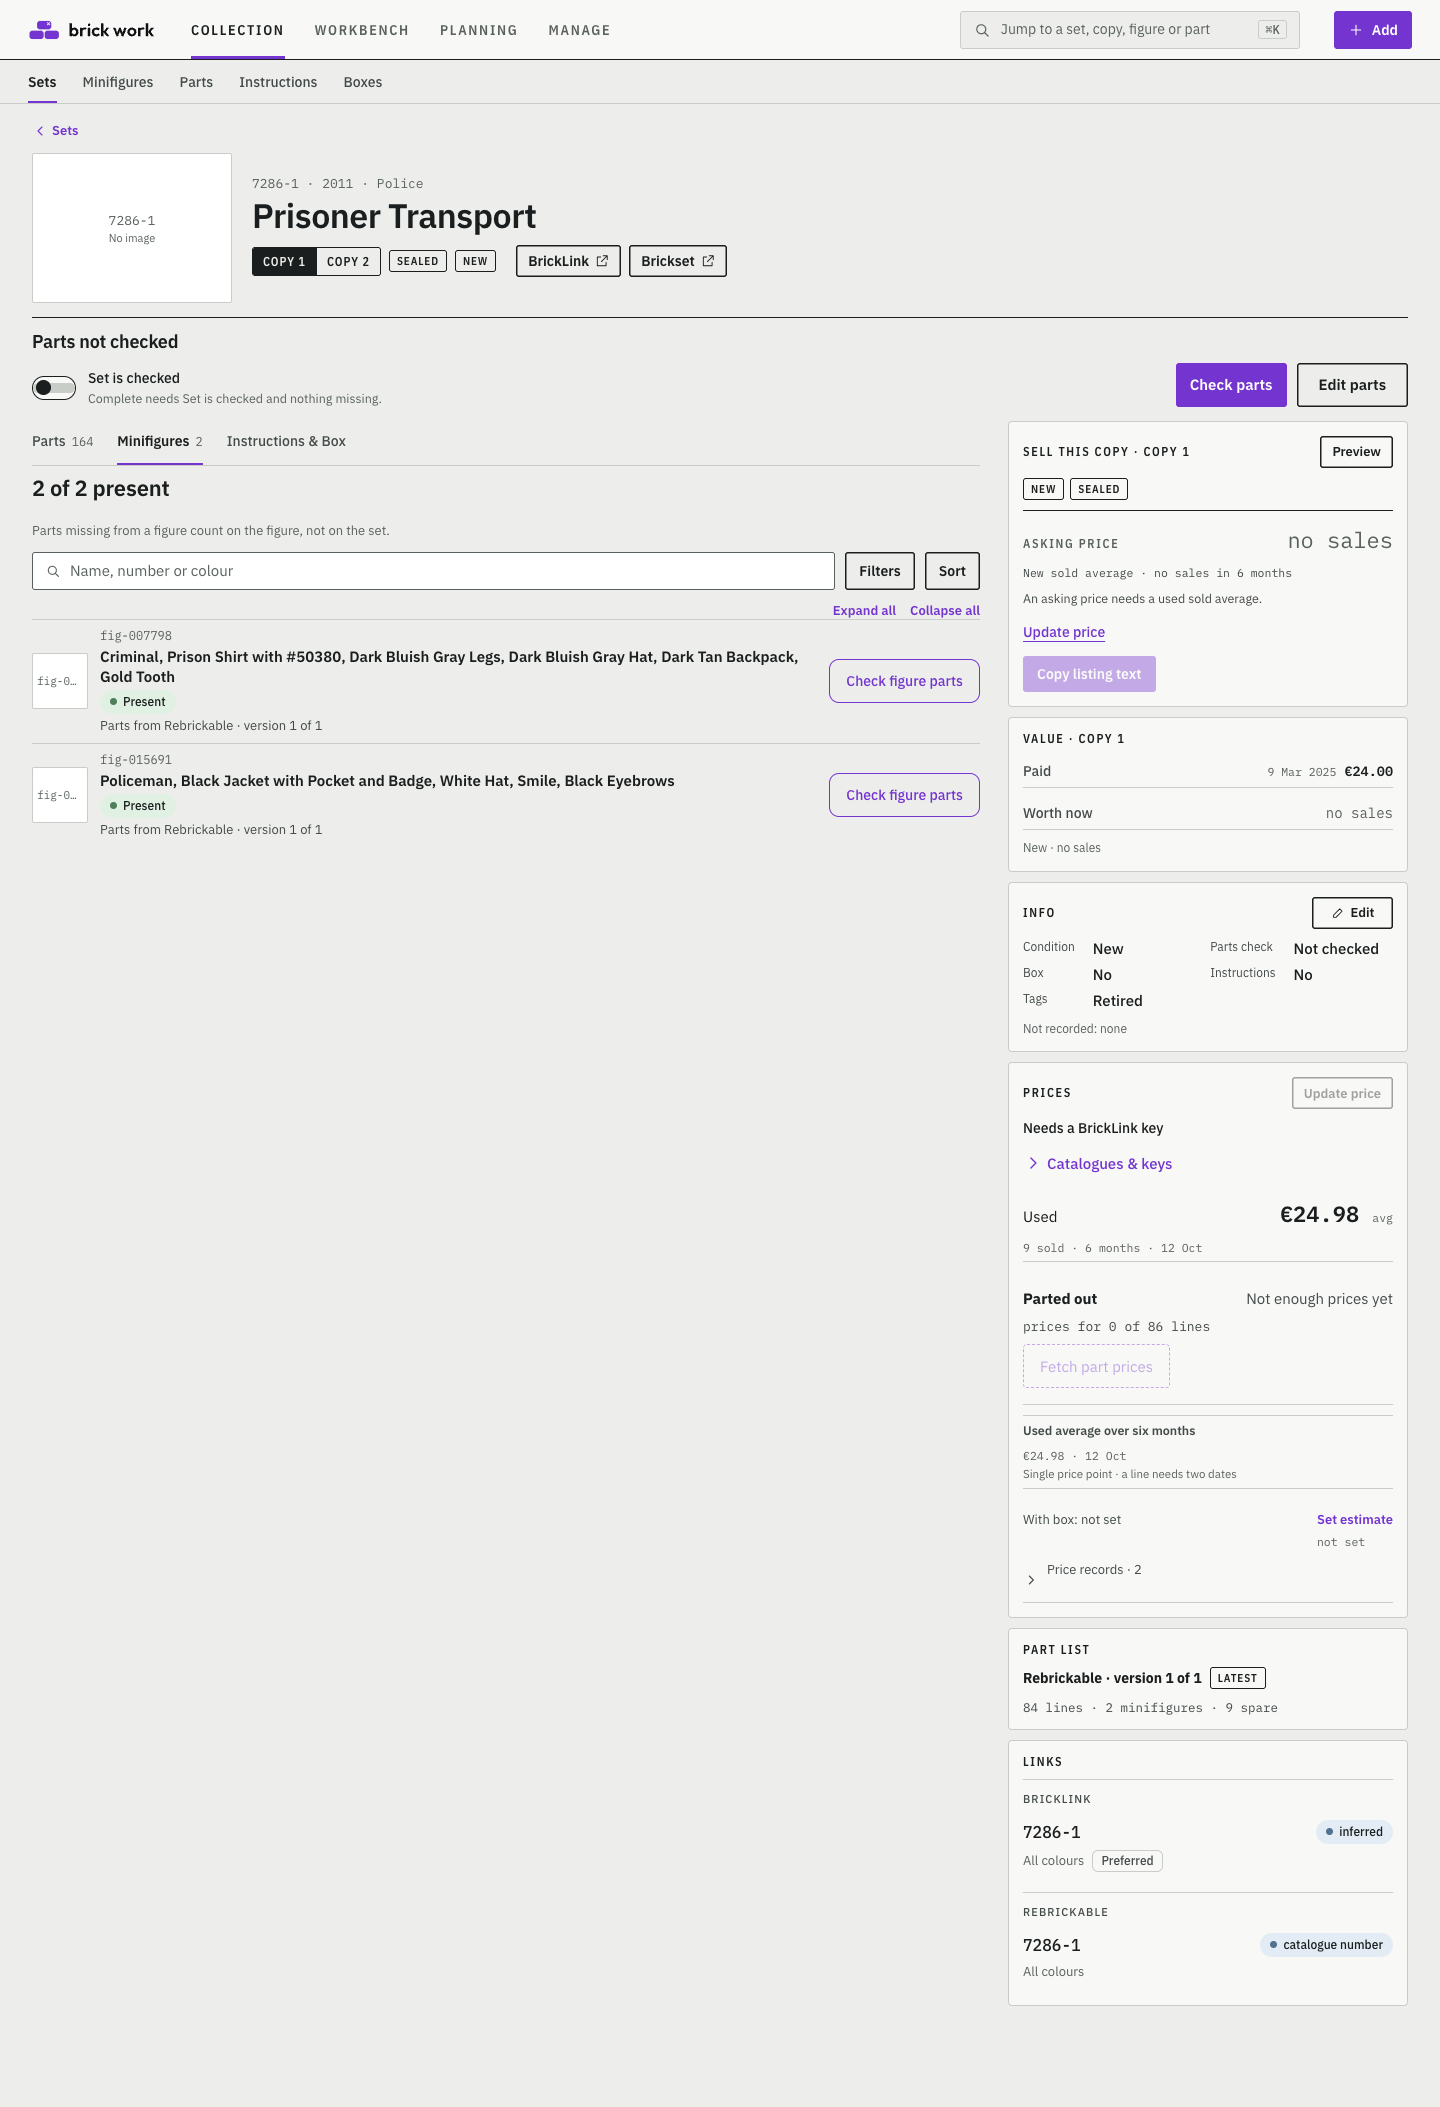 brick work
COLLECTION WORKBENCH PLANNING MANAGE
Jump to a set, copy, figure or part ⌘K
+ Add
Sets Minifigures Parts Instructions Boxes
Sets
7286-1
No image
7286-1 · 2011 · Police
Prisoner Transport
COPY 1 COPY 2 SEALED NEW BrickLink Brickset
Parts not checked
Set is checked
Complete needs Set is checked and nothing missing.
Check parts Edit parts
Parts 164 Minifigures 2 Instructions & Box
2 of 2 present
Parts missing from a figure count on the figure, not on the set.
Name, number or colour
Filters Sort
Expand all Collapse all
fig-0…
fig-007798
Criminal, Prison Shirt with #50380, Dark Bluish Gray Legs, Dark Bluish Gray Hat, Dark Tan Backpack,
Gold Tooth
Present
Parts from Rebrickable · version 1 of 1
Check figure parts
fig-0…
fig-015691
Policeman, Black Jacket with Pocket and Badge, White Hat, Smile, Black Eyebrows
Present
Parts from Rebrickable · version 1 of 1
Check figure parts
SELL THIS COPY · COPY 1
Preview
NEW SEALED
ASKING PRICE no sales
New sold average · no sales in 6 months
An asking price needs a used sold average.
Update price
Copy listing text
VALUE · COPY 1
Paid 9 Mar 2025 €24.00
Worth now no sales
New · no sales
INFO
Edit
Condition New Parts check Not checked
Box No Instructions No
Tags Retired
Not recorded: none
PRICES
Update price
Needs a BrickLink key
Catalogues & keys
Used €24.98 avg
9 sold · 6 months · 12 Oct
Parted out Not enough prices yet
prices for 0 of 86 lines
Fetch part prices
Used average over six months
€24.98 · 12 Oct
Single price point · a line needs two dates
With box: not set Set estimate
not set
Price records · 2
PART LIST
Rebrickable · version 1 of 1 LATEST
84 lines · 2 minifigures · 9 spare
LINKS
BRICKLINK
7286-1 inferred
All colours Preferred
REBRICKABLE
7286-1 catalogue number
All colours